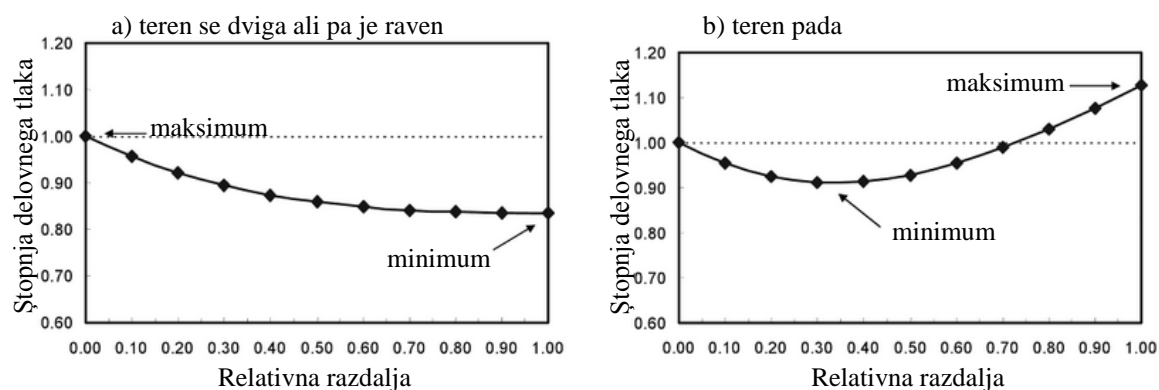 a) teren se dviga ali pa je raven
1.20
1.10
1.00
0.90
0.80
0.70
0.60
Stopnja delovnega tlaka
maksimum
minimum
0.00 0.10 0.20 0.30 0.40 0.50 0.60 0.70 0.80 0.90 1.00
Relativna razdalja
b) teren pada
1.20
1.10
1.00
0.90
0.80
0.70
0.60
Stopnja delovnega tlaka
maksimum
minimum
0.00 0.10 0.20 0.30 0.40 0.50 0.60 0.70 0.80 0.90 1.00
Relativna razdalja